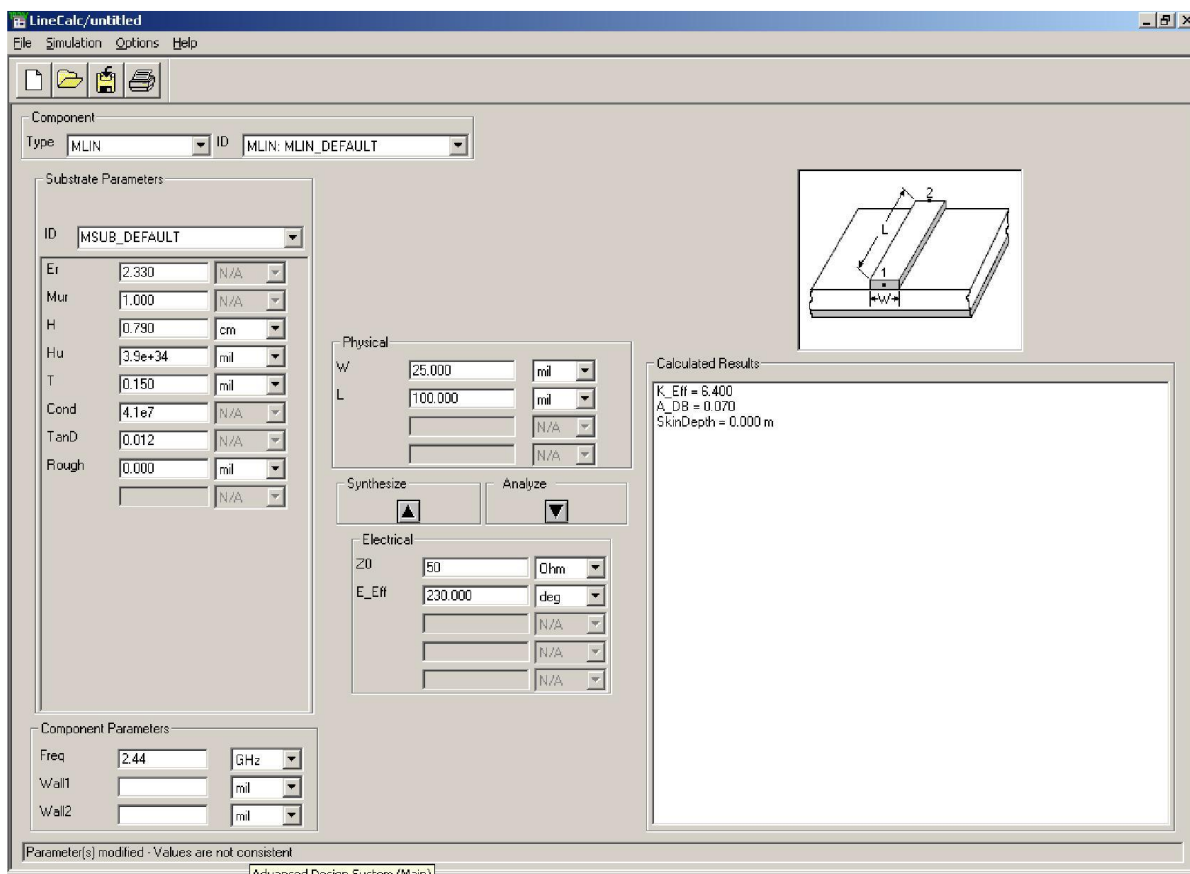 LineCalc/untitled
File Simulation Options Help
Component
Type MLIN ID MLIN: MLIN_DEFAULT
Substrate Parameters
ID MSUB_DEFAULT
Er 2.330 N/A
Mur 1.000 N/A
H 0.790 cm
Hu 3.9e+34 mil
T 0.150 mil
Cond 4.1e7 N/A
TanD 0.012 N/A
Rough 0.000 mil
N/A
Physical
W 25.000 mil
L 100.000 mil
N/A
N/A
Synthesize Analyze
Electrical
Z0 50 Ohm
E_Eff 230.000 deg
N/A
N/A
N/A
2
L
1
W
Calculated Results
K_Eff = 6.400
A_DB = 0.070
SkinDepth = 0.000 m
Component Parameters
Freq 2.44 GHz
Wall1 mil
Wall2 mil
Parameter(s) modified - Values are not consistent
Advanced Design System (Main)